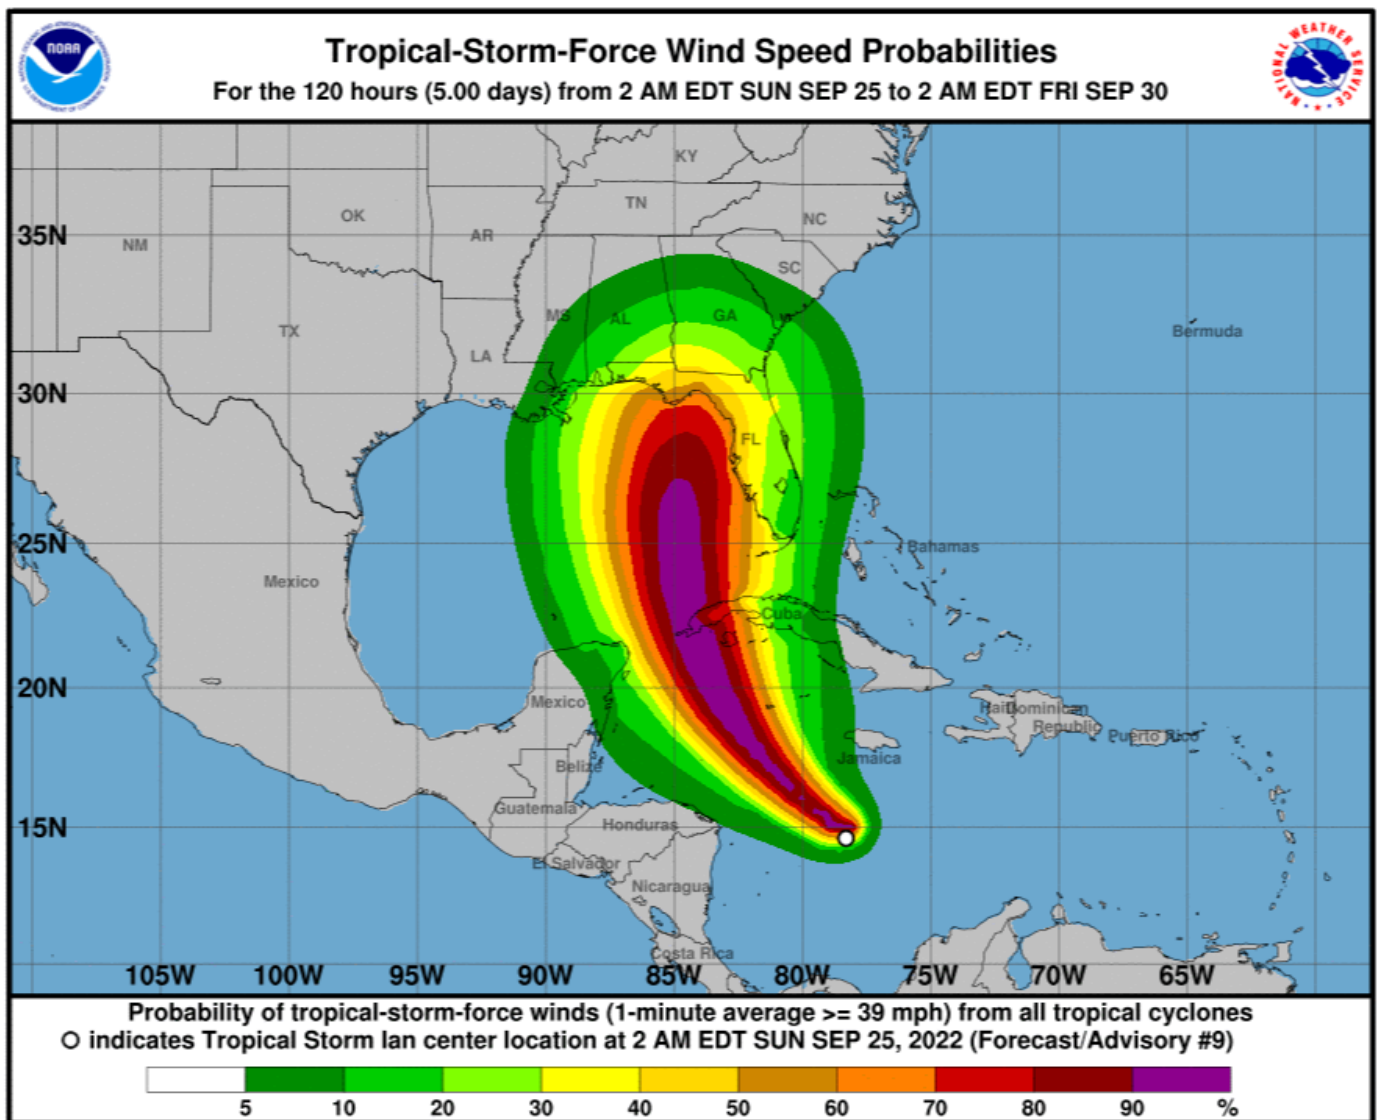 NOAA
NATIONAL WEATHER SERVICE
Tropical-Storm-Force Wind Speed Probabilities
For the 120 hours (5.00 days) from 2 AM EDT SUN SEP 25 to 2 AM EDT FRI SEP 30
KY
TN
OK
NC
AR
35N
NM
SC
MS
AL
GA
TX
Bermuda
LA
30N
FL
25N
Bahamas
Mexico
Cuba
20N
Mexico
Haiti
Dominican
Republic
Puerto Rico
Jamaica
Belize
Guatemala
15N
Honduras
El Salvador
Nicaragua
Costa Rica
105W 100W 95W 90W 85W 80W 75W 70W 65W
Probability of tropical-storm-force winds (1-minute average >= 39 mph) from all tropical cyclones
indicates Tropical Storm Ian center location at 2 AM EDT SUN SEP 25, 2022 (Forecast/Advisory #9)
5 10 20 30 40 50 60 70 80 90 %